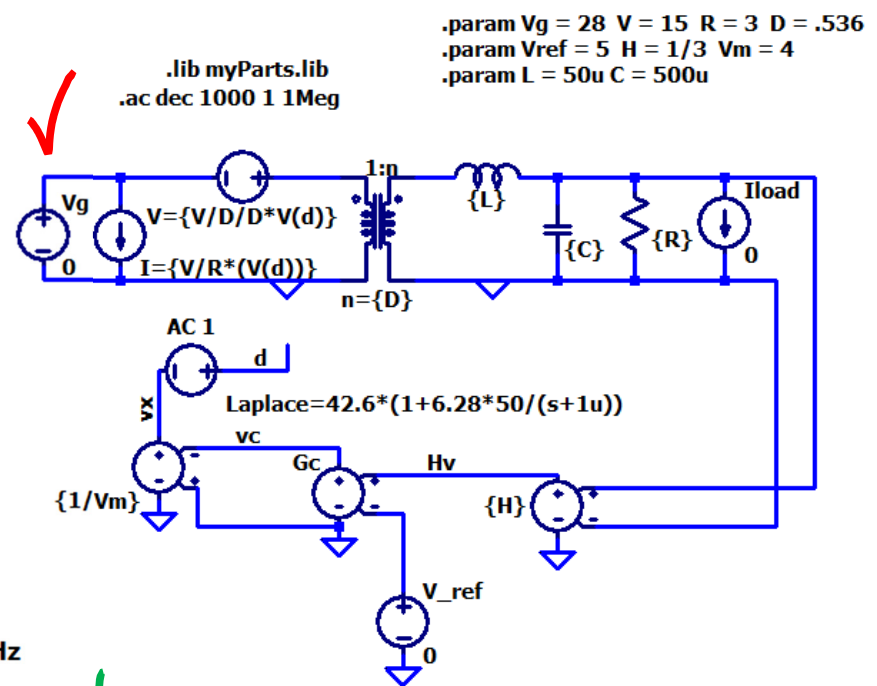 .param Vg = 28 V = 15 R = 3 D = .536
.param Vref = 5 H = 1/3 Vm = 4
.param L = 50u C = 500u
.lib myParts.lib
.ac dec 1000 1 1Meg
1:n
Vg
V={V/D/D*V(d)}
{L}
Iload
{C}
{R}
0
I={V/R*(V(d))}
0
n={D}
AC 1
d
vx
Laplace=42.6*(1+6.28*50/(s+1u))
vc
Gc
Hv
{1/Vm}
{H}
V_ref
0
Hz